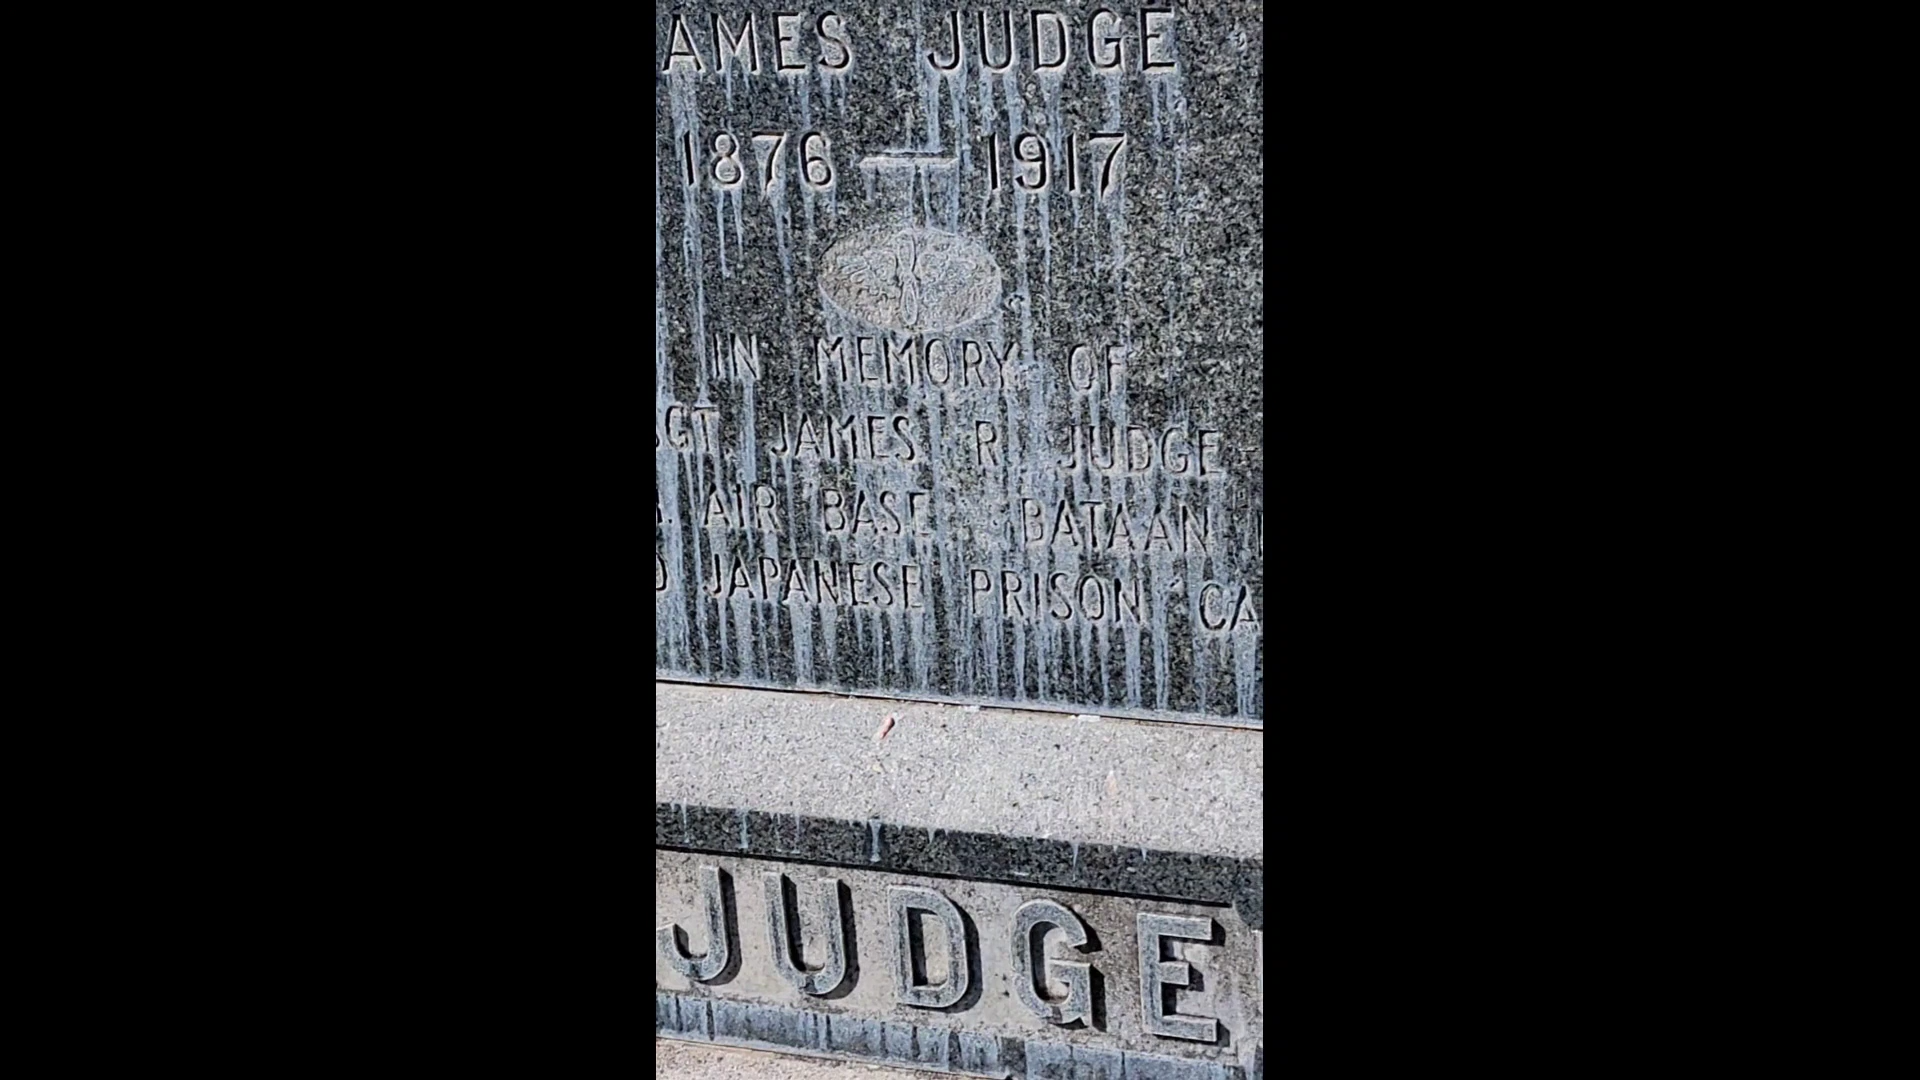 AMES JUDGE
1876 — 1917
IN MEMORY OF
SGT. JAMES R. JUDGE-
. AIR BASE. BATAAN
JAPANESE PRISON CA
JUDGE